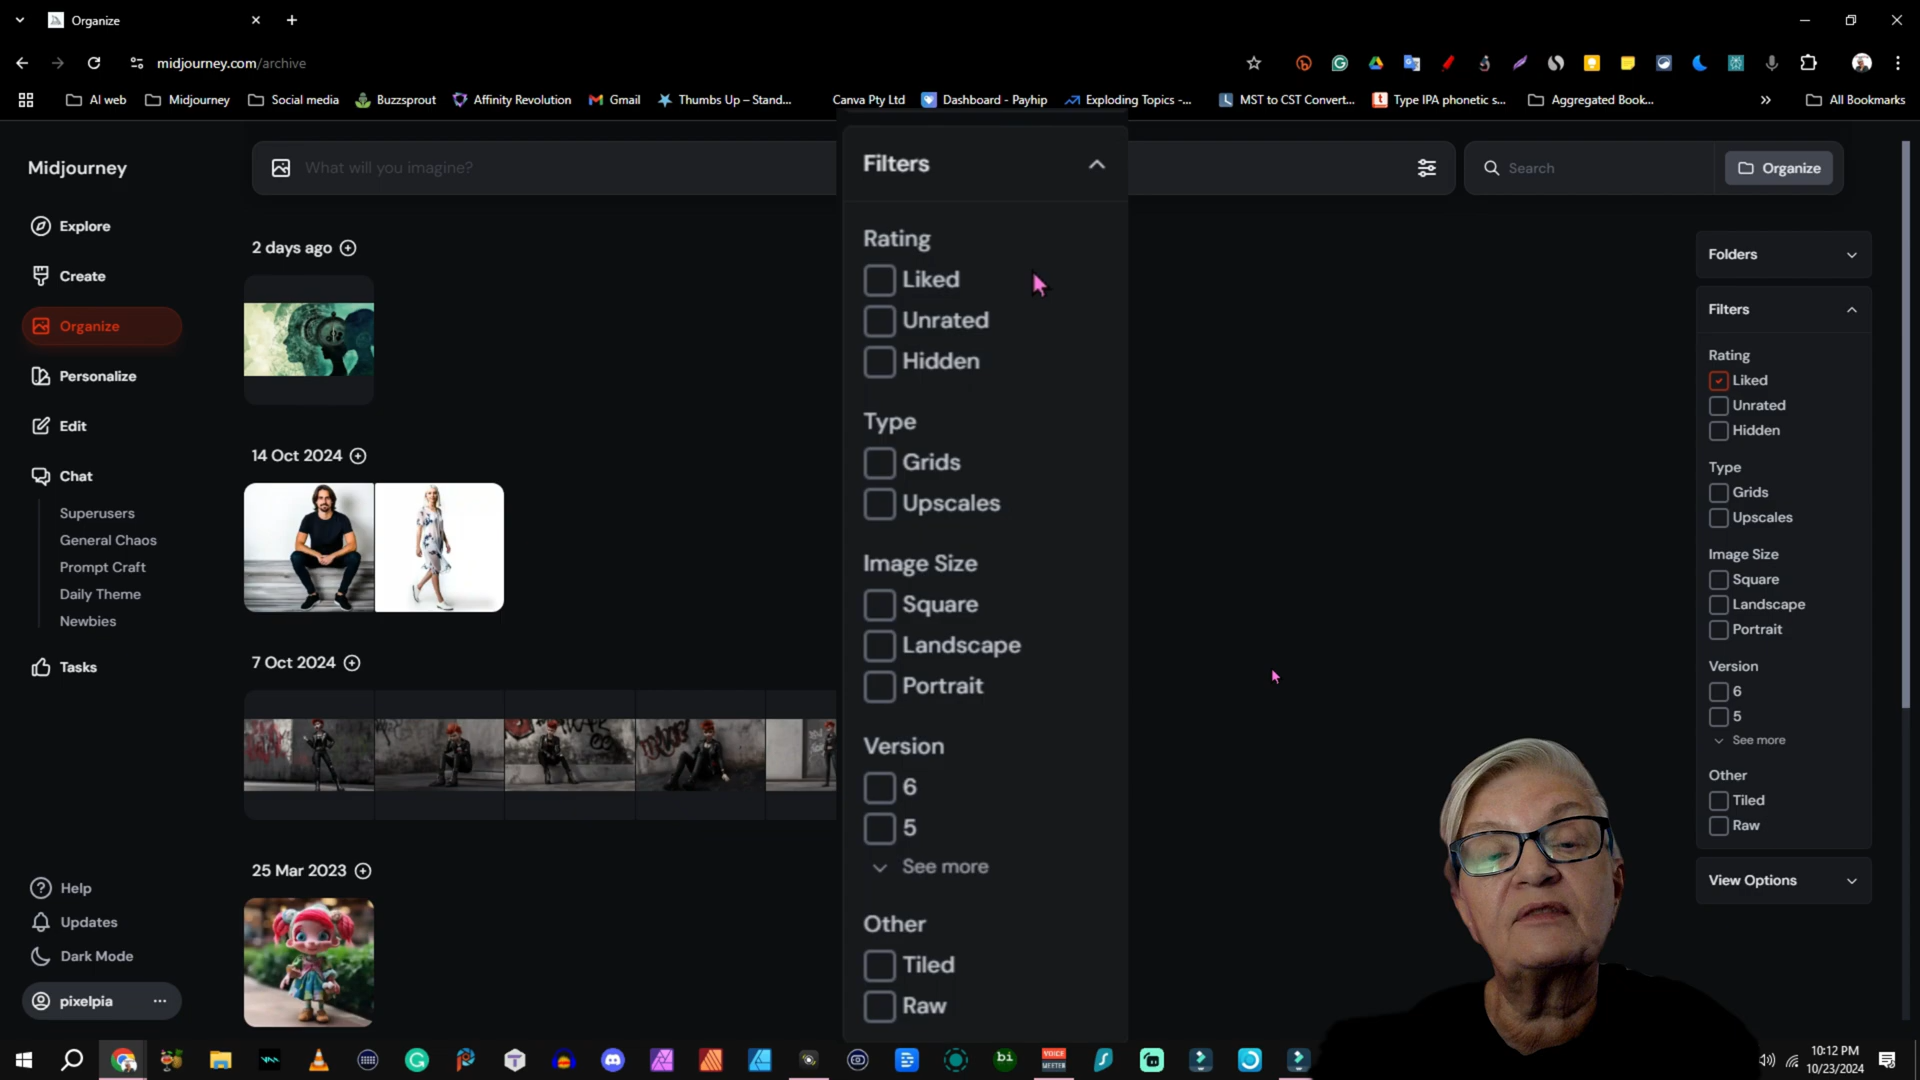 Organize
midjourney.com/archive
AI web
Midjourney
Social media
Buzzsprout
Affinity Revolution
Gmail
Thumbs Up – Stand...
Canva Pty Ltd
Dashboard - Payhip
Exploding Topics -...
MST to CST Convert...
Type IPA phonetic s...
Aggregated Book...
All Bookmarks
Midjourney
What will you imagine?
Search
Organize
Explore
Create
Organize
Personalize
Edit
Chat
Superusers
General Chaos
Prompt Craft
Daily Theme
Newbies
Tasks
Help
Updates
Dark Mode
pixelpia
2 days ago
14 Oct 2024
7 Oct 2024
25 Mar 2023
Filters
Rating
Liked
Unrated
Hidden
Type
Grids
Upscales
Image Size
Square
Landscape
Portrait
Version
6
5
See more
Other
Tiled
Raw
Folders
Filters
Rating
Liked
Unrated
Hidden
Type
Grids
Upscales
Image Size
Square
Landscape
Portrait
Version
6
5
See more
Other
Tiled
Raw
View Options
bi
VOICE
MEETER
10:12 PM
10/23/2024